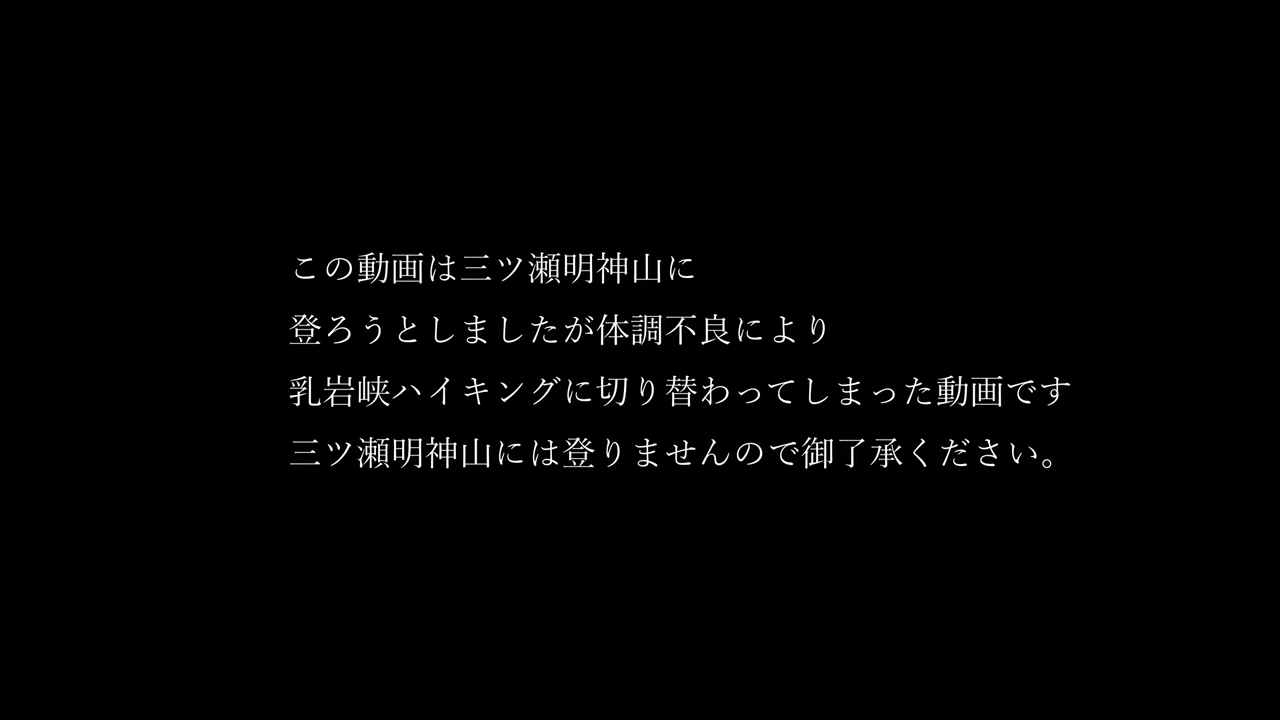 この動画は三ツ瀬明神山に
登ろうとしましたが体調不良により
乳岩峡ハイキングに切り替わってしまった動画です
三ツ瀬明神山には登りませんので御了承ください。